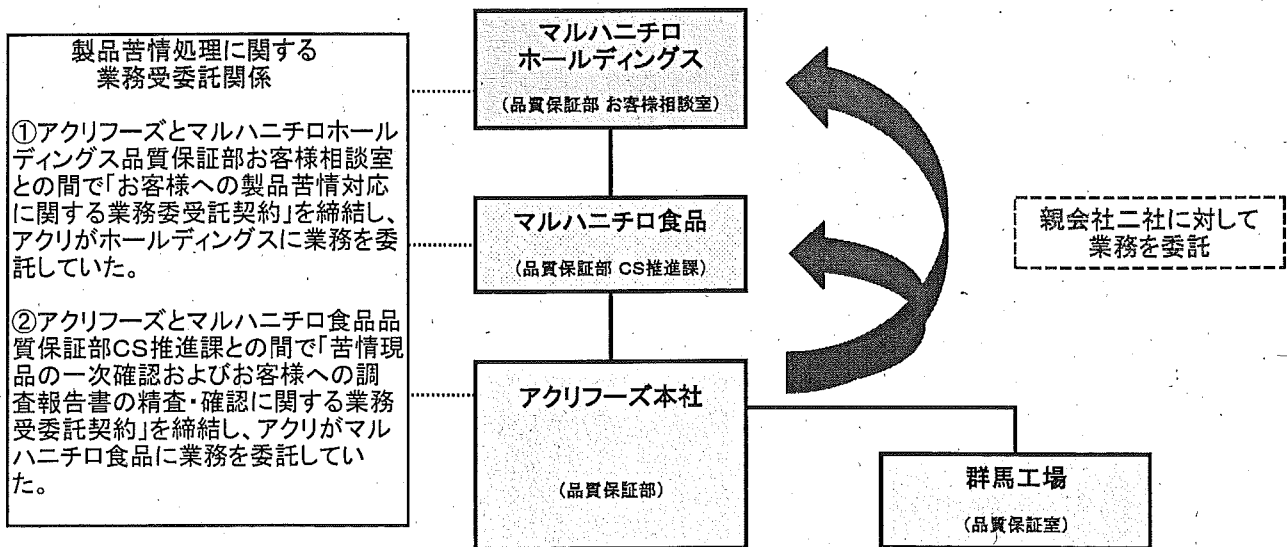 製品苦情処理に関する
業務受委託関係
①アクリフーズとマルハニチロホール
ディングス品質保証部お客様相談室
との間で「お客様への製品苦情対応
に関する業務委受託契約」を締結し、
アクリがホールディングスに業務を委
託していた。
②アクリフーズとマルハニチロ食品品
質保証部CS推進課との間で「苦情現
品の一次確認およびお客様への調
査報告書の精査・確認に関する業務
受委託契約」を締結し、アクリがマル
ハニチロ食品に業務を委託してい
た。
マルハニチロ
ホールディングス
(品質保証部 お客様相談室)
マルハニチロ食品
(品質保証部 CS推進課)
アクリフーズ本社
(品質保証部)
群馬工場
(品質保証室)
親会社二社に対して
業務を委託